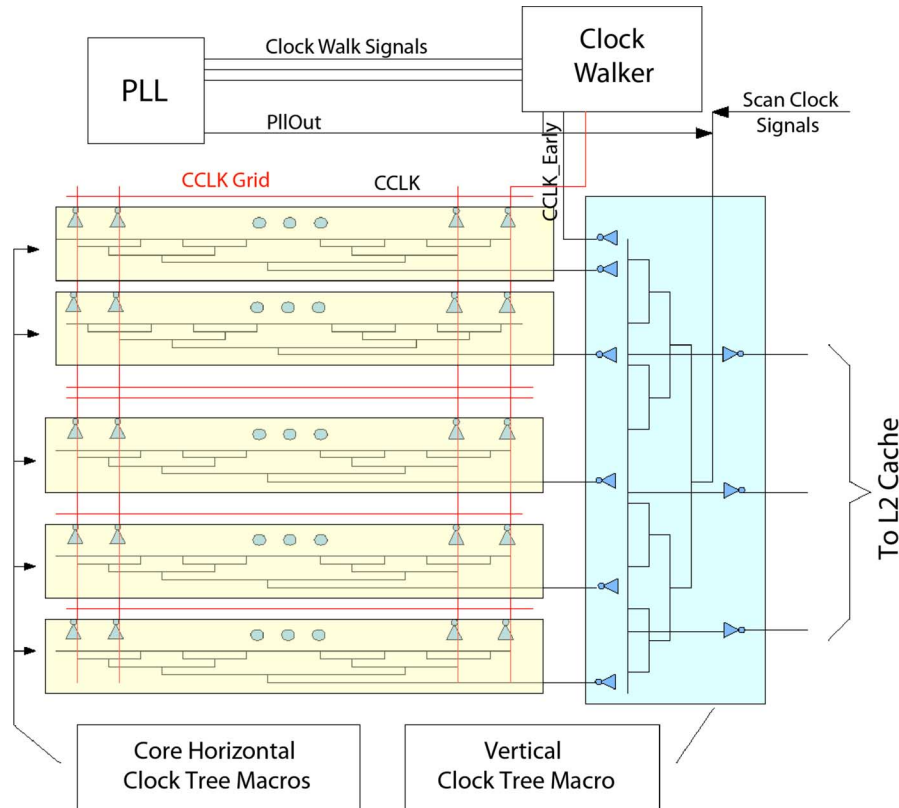 Clock Walk Signals
Clock
Walker
PLL
PllOut
Scan Clock
Signals
CCLK_Early
CCLK Grid
CCLK
To L2 Cache
Core Horizontal
Clock Tree Macros
Vertical
Clock Tree Macro